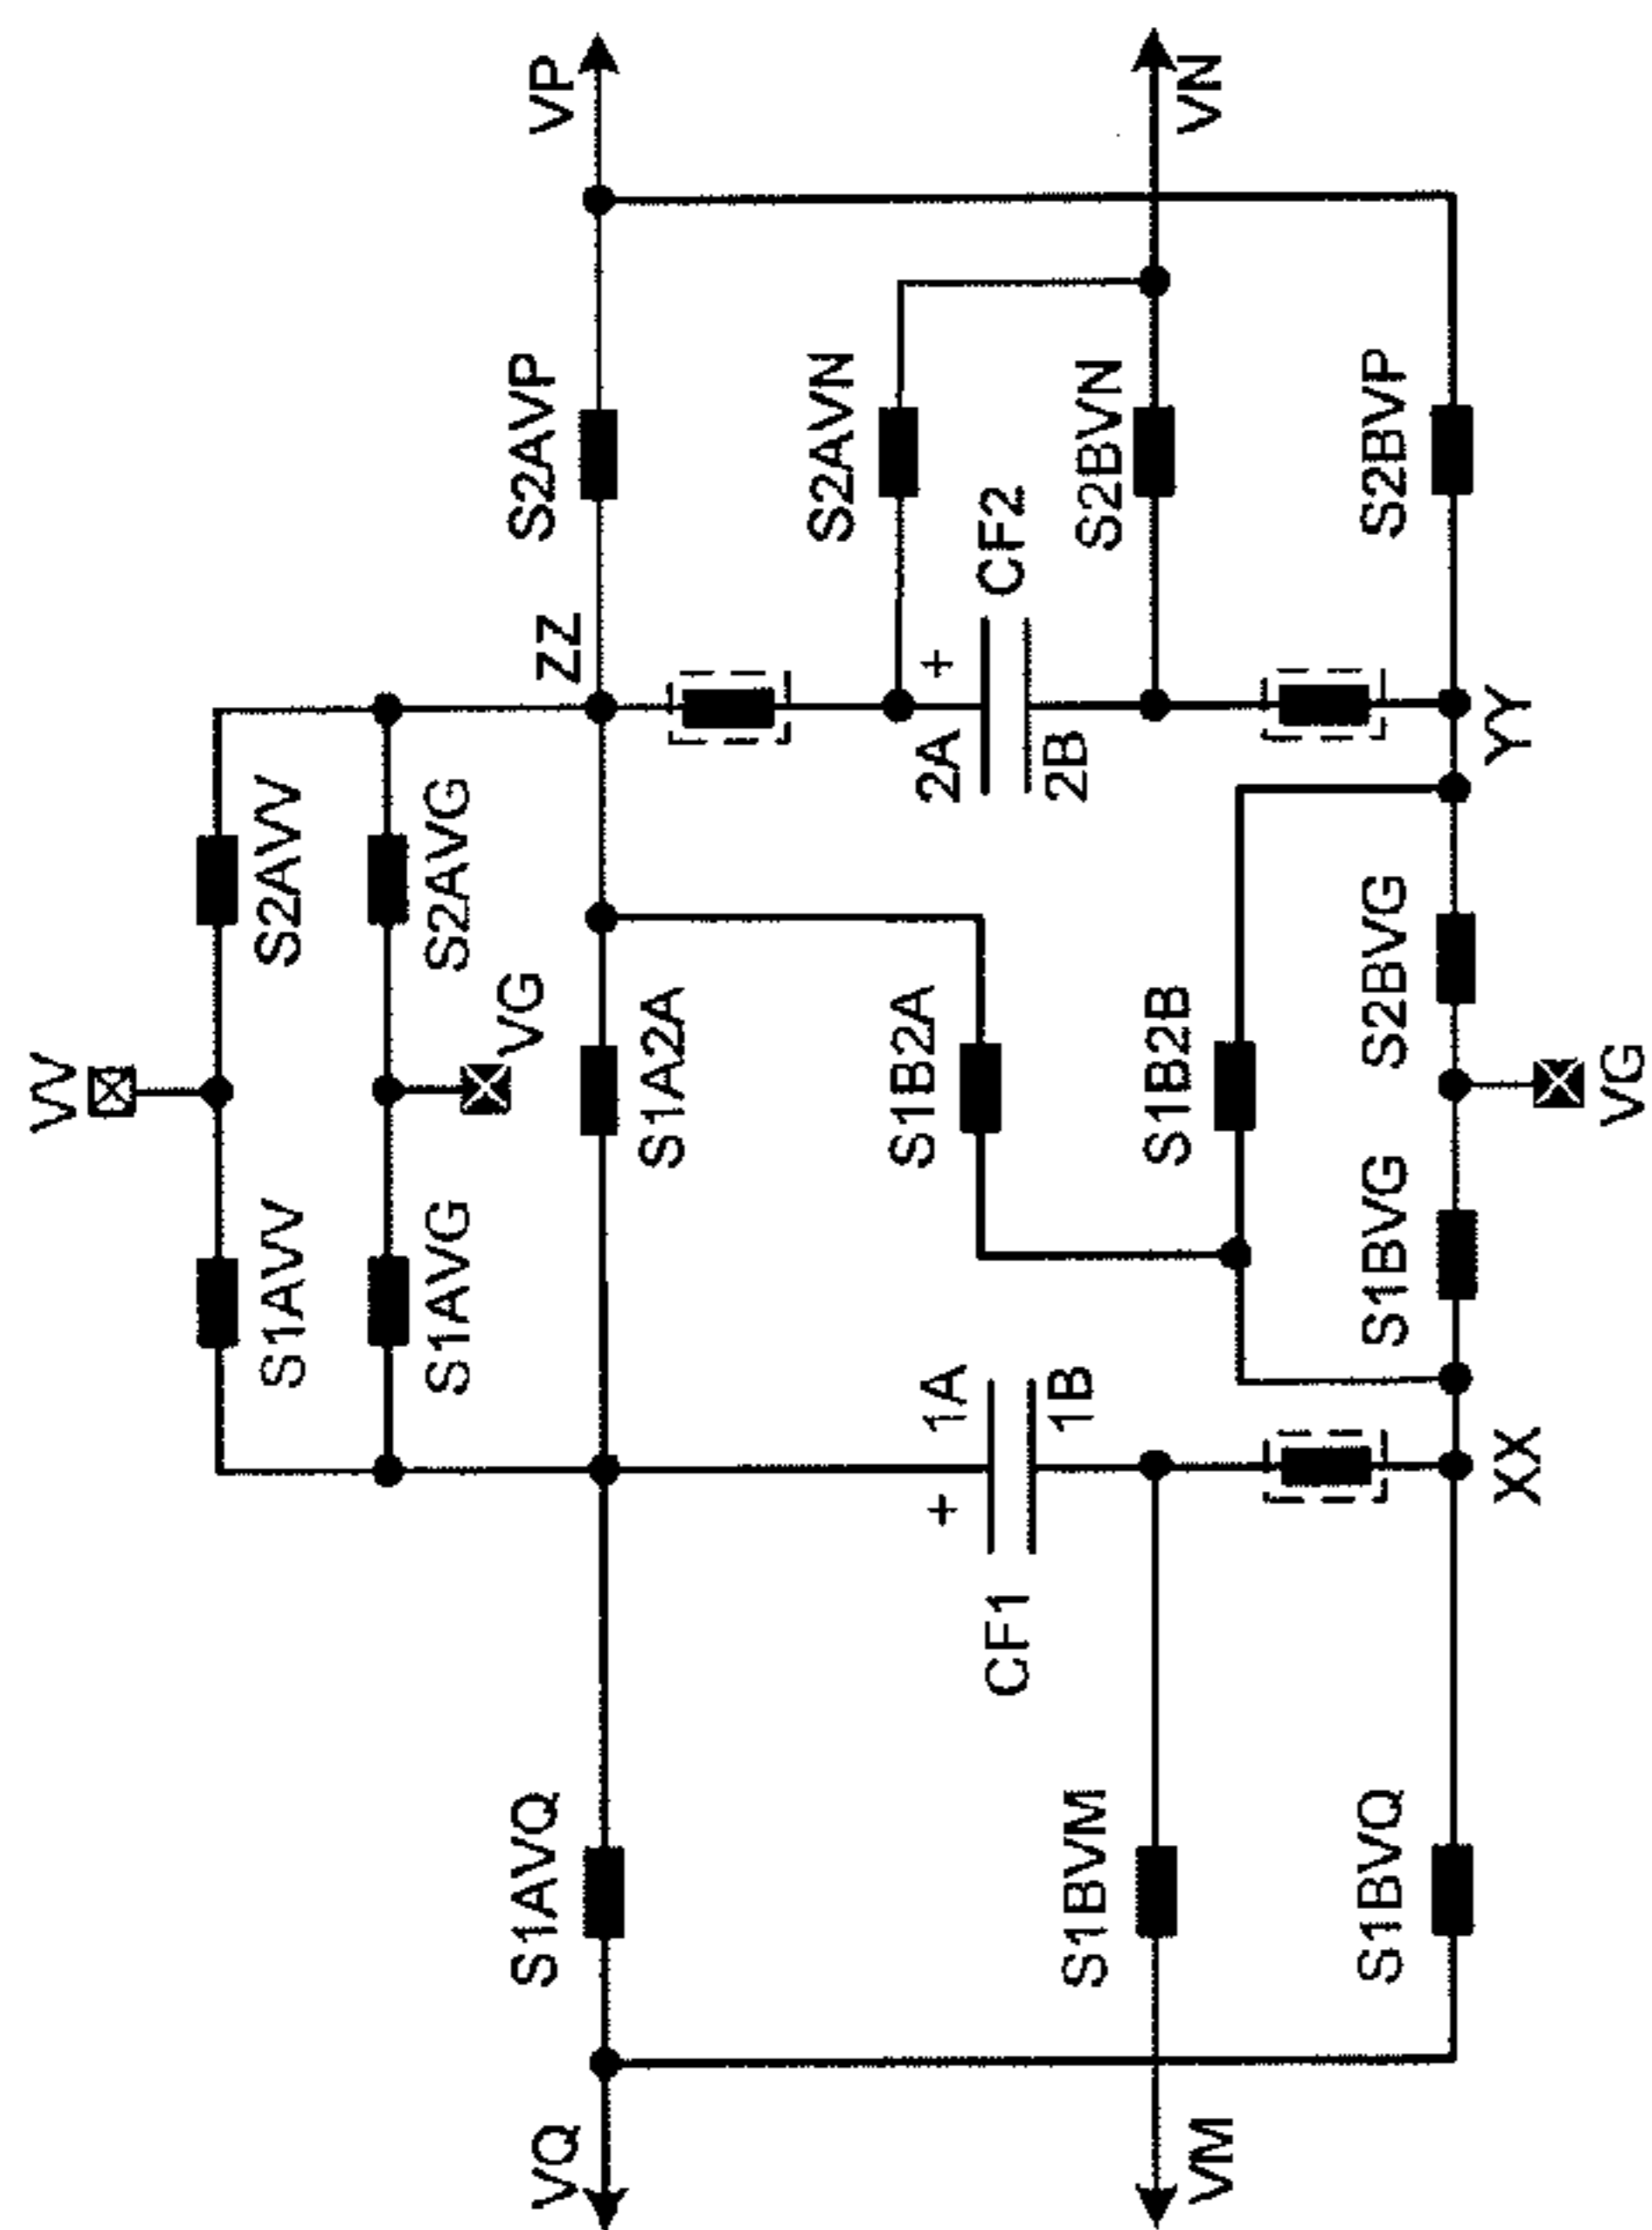 VV
S1AVV S2AVV
S1AVG S2AVG
VG
VQ S1AVQ ZZ S2AVP VP
S1A2A
S2AVN
S1B2A
+ 1A 2A +
CF1 CF2
1B 2B
S1BVM S2BVN
S1B2B
VM VN
S1BVQ S1BVG S2BVG S2BVP
XX YY
VG